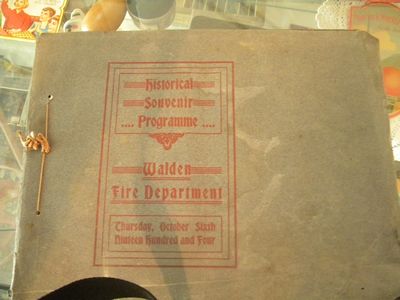 Historical
Souvenir
.... Programme ....
Walden
Fire Department
Thursday, October Sixth
Nineteen Hundred and Four